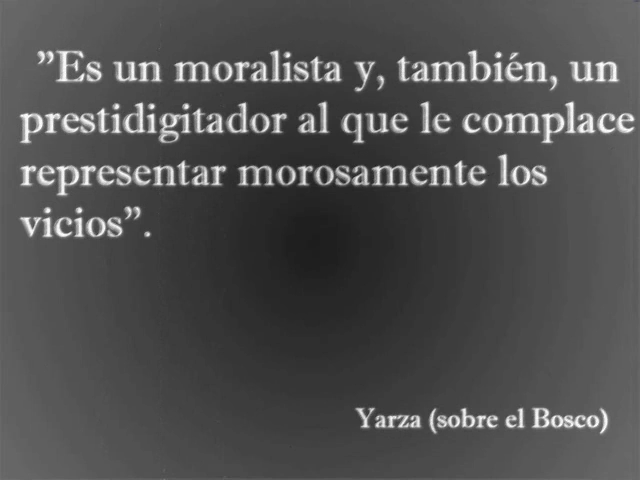 ”Es un moralista y, también, un
prestidigitador al que le complace
representar morosamente los
vicios”.
Yarza (sobre el Bosco)